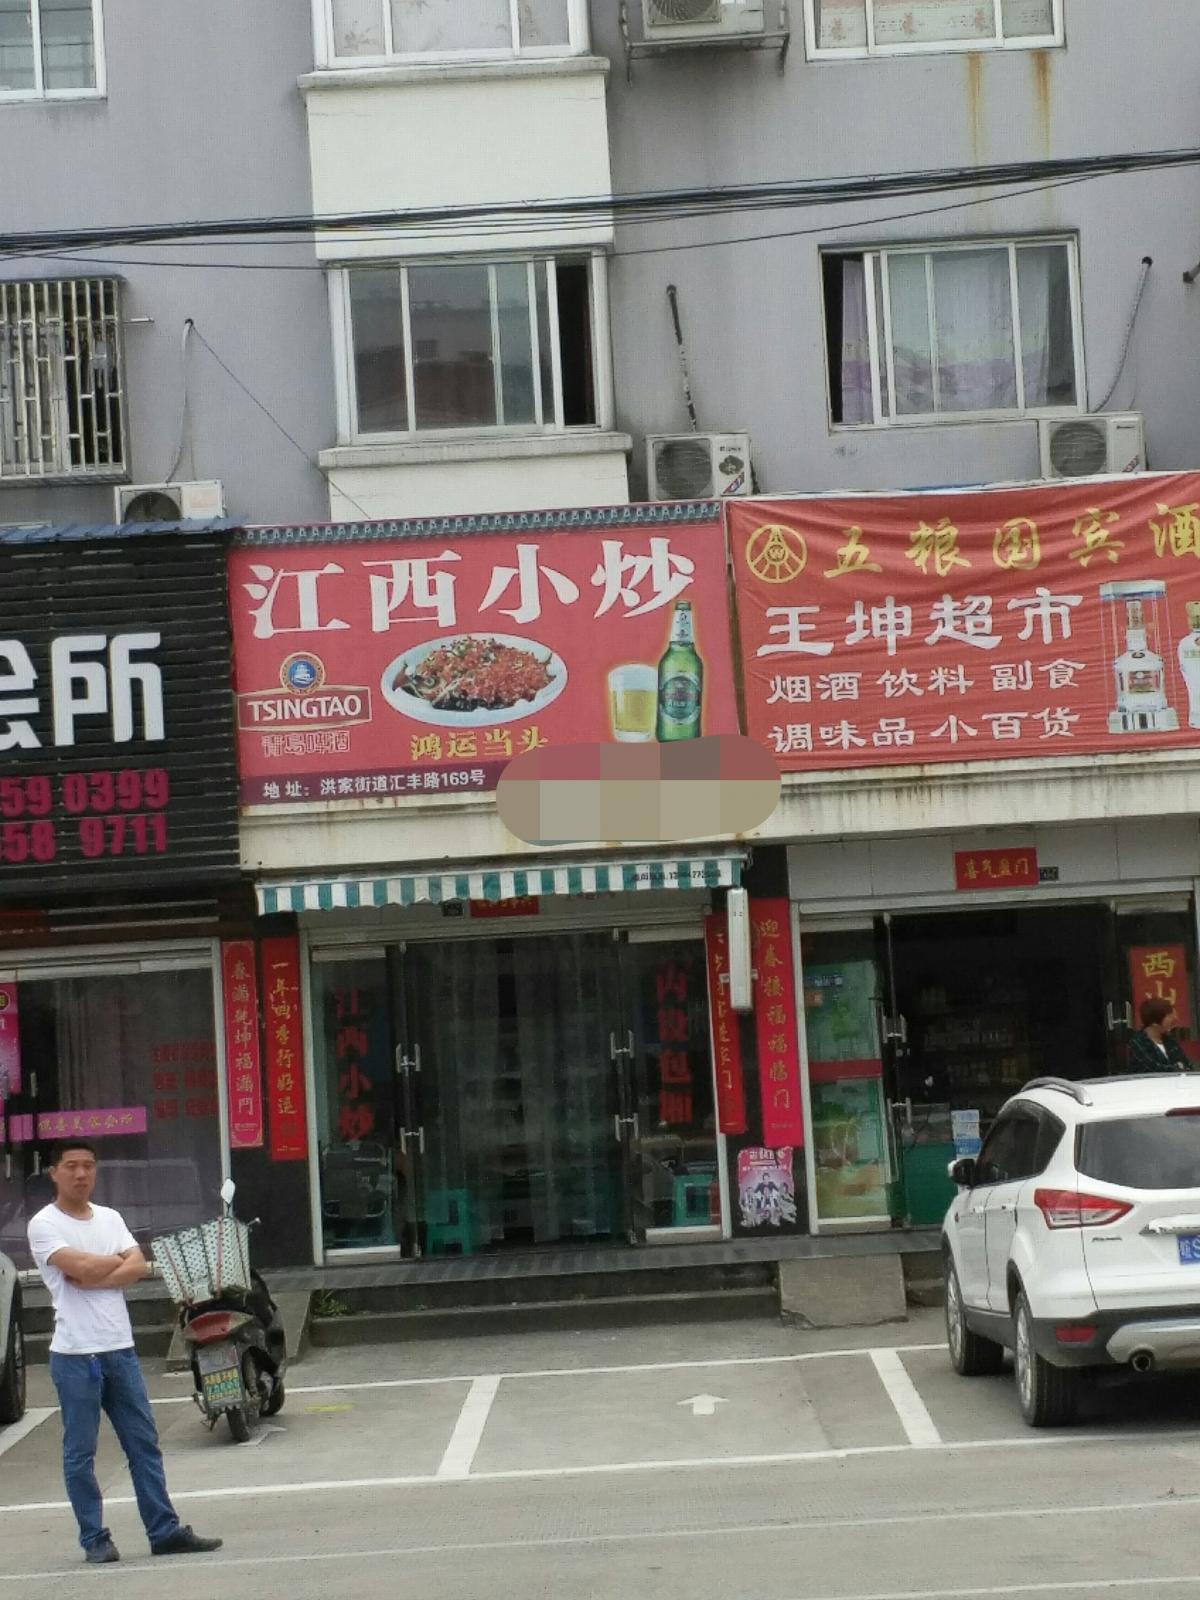 会所
59 0399
58 9711
江西小炒
TSINGTAO
青岛啤酒
鸿运当头
地址：洪家街道汇丰路169号
五粮国宾酒
王坤超市
烟酒 饮料 副食
调味品 小百货
喜气盈门
春满乾坤福满门
一年四季行好运
江西小炒
内设包厢
迎春接福福临门
西山